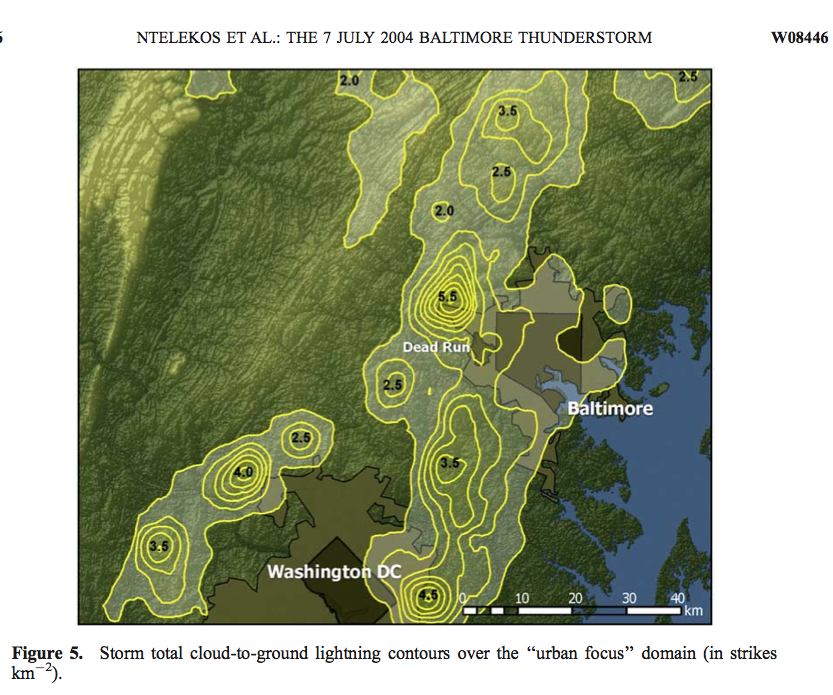 NTELEKOS ET AL.: THE 7 JULY 2004 BALTIMORE THUNDERSTORM W08446
2.0
2.5
3.5
2.5
2.0
5.5
Dead Run
2.5
Baltimore
2.5
4.0
3.5
3.5
Washington DC
4.5
0 10 20 30 40
km
Figure 5. Storm total cloud-to-ground lightning contours over the “urban focus” domain (in strikes
km−2).